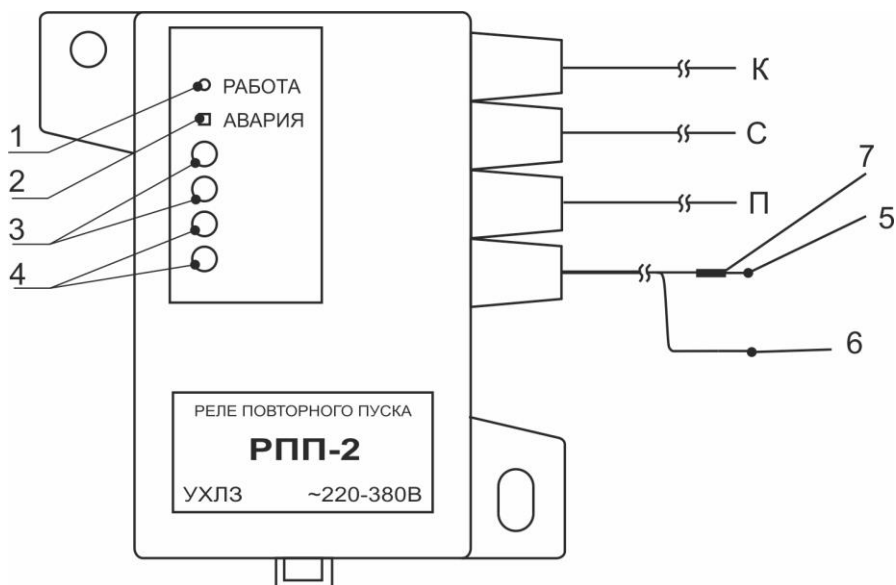 РАБОТА
АВАРИЯ
1
2
3
4
К
С
П
7
5
6
РЕЛЕ ПОВТОРНОГО ПУСКА
РПП-2
УХЛ3 ~220-380В